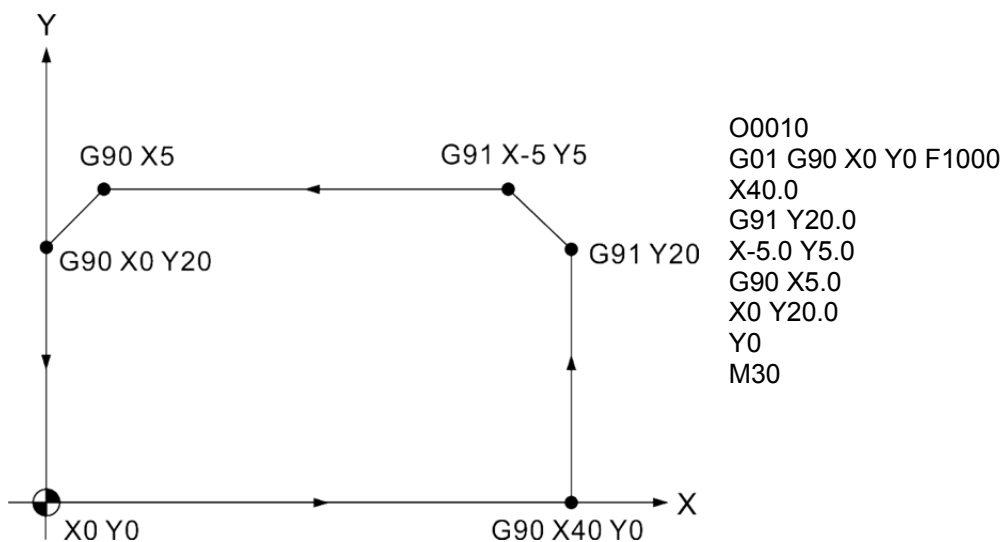 Y
G90 X5
G91 X-5 Y5
G90 X0 Y20
G91 Y20
X
X0 Y0
G90 X40 Y0
O0010
G01 G90 X0 Y0 F1000
X40.0
G91 Y20.0
X-5.0 Y5.0
G90 X5.0
X0 Y20.0
Y0
M30